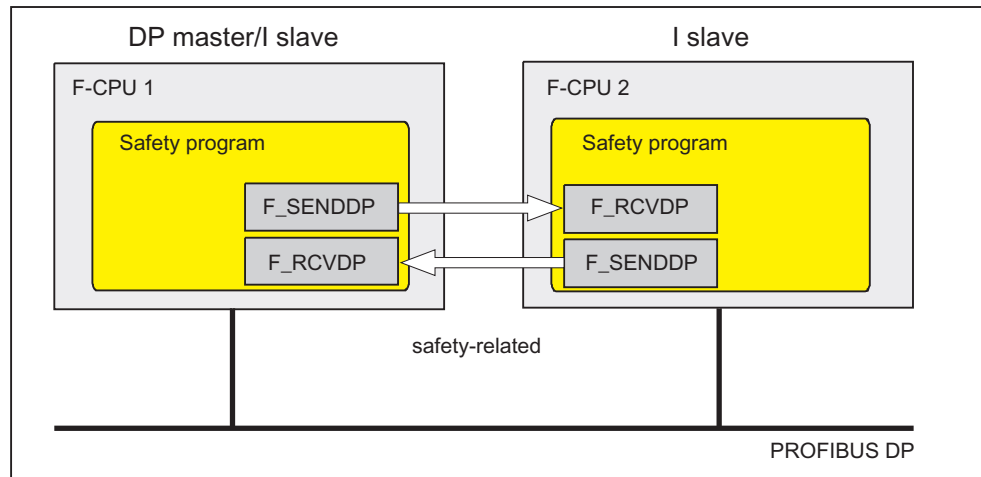 DP master/I slave
I slave
F-CPU 1
F-CPU 2
Safety program
Safety program
F_SENDDP
F_RCVDP
F_RCVDP
F_SENDDP
safety-related
PROFIBUS DP